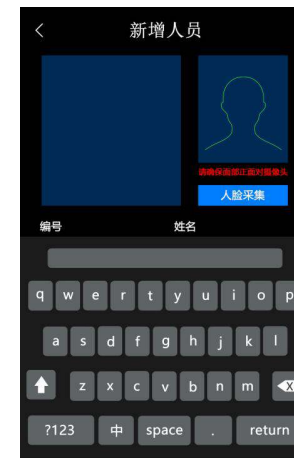 新增人员
请确保面部正面对摄像头
人脸采集
编号 姓名
q w e r t y u i o p
a s d f g h j k l
z x c v b n m
?123 中 space . return